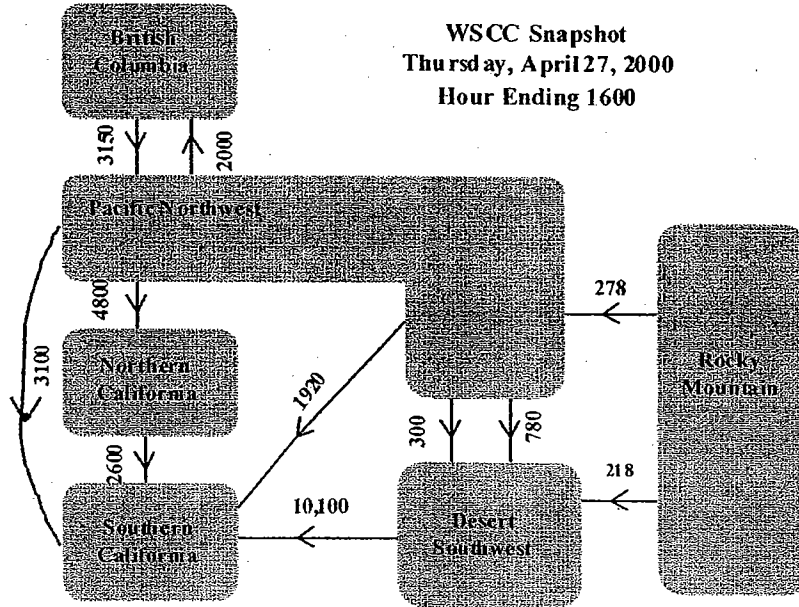 WSCC Snapshot
Thursday, April 27, 2000
Hour Ending 1600
British
Columbia
3150
2000
Pacific Northwest
4800
3100
278
Northern
California
1920
300
780
Rocky
Mountain
2600
218
10,100
Southern
California
Desert
Southwest